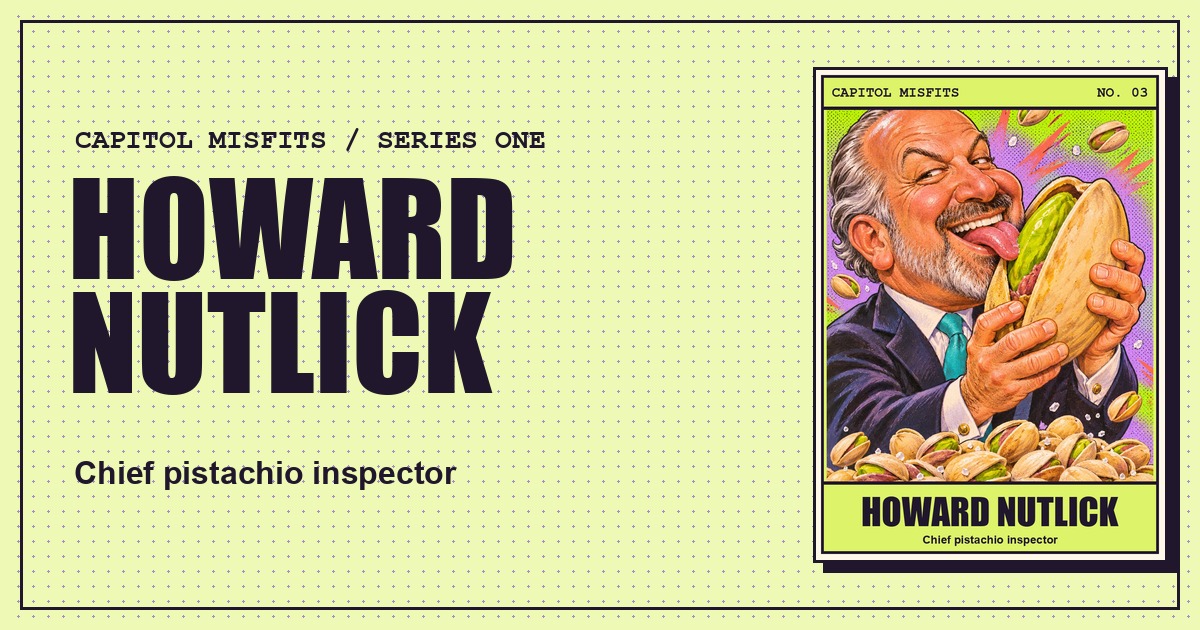 CAPITOL MISFITS / SERIES ONE
HOWARD
NUTLICK
Chief pistachio inspector
CAPITOL MISFITS NO. 03
HOWARD NUTLICK
Chief pistachio inspector